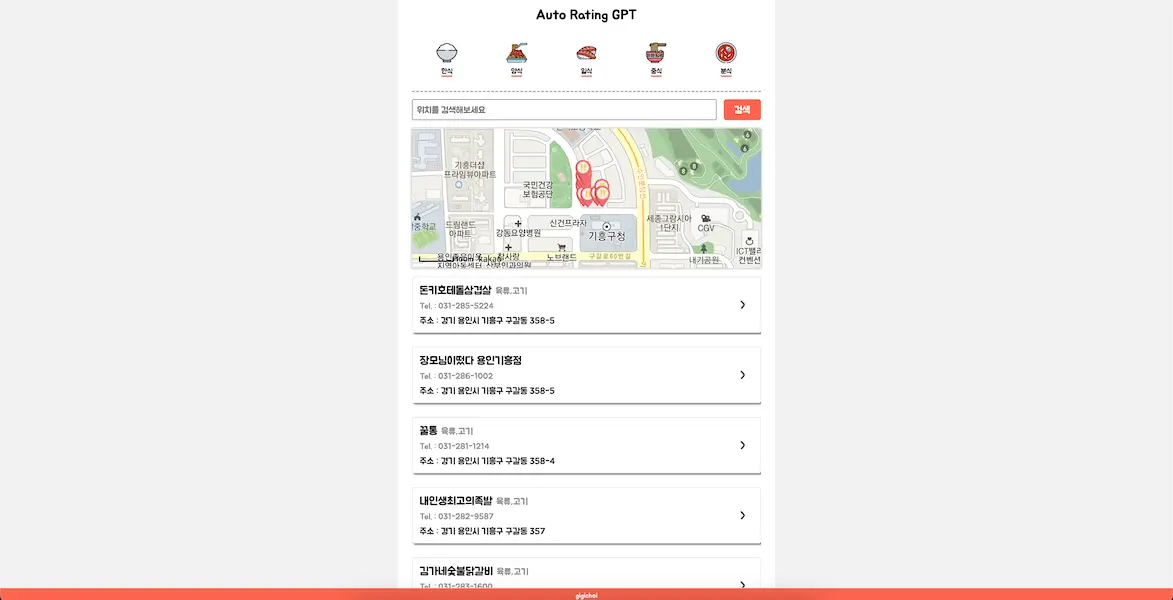 Auto Rating GPT
한식
양식
일식
중식
분식
위치를 검색해보세요
검색
기흥더샵
프라임뷰아파트
국민건강
보험공단
드림랜드
아파트
중학교
강동요양병원
신건프라자
기흥구청
세종그랑시아
1단지
CGV
노브랜드
구갈로60번길
내기공원
ICT밸리
컨벤션
돈키호테돌삼겹살 육류,고기
Tel. : 031-285-5224
주소 : 경기 용인시 기흥구 구갈동 358-5
장모님이떴다 용인기흥점
Tel. : 031-286-1002
주소 : 경기 용인시 기흥구 구갈동 358-5
꿀통 육류,고기
Tel. : 031-281-1214
주소 : 경기 용인시 기흥구 구갈동 358-4
내인생최고의족발 육류,고기
Tel. : 031-282-9587
주소 : 경기 용인시 기흥구 구갈동 357
김가네숯불닭갈비 육류,고기
Tel. : 031-283-1600
gigichoi